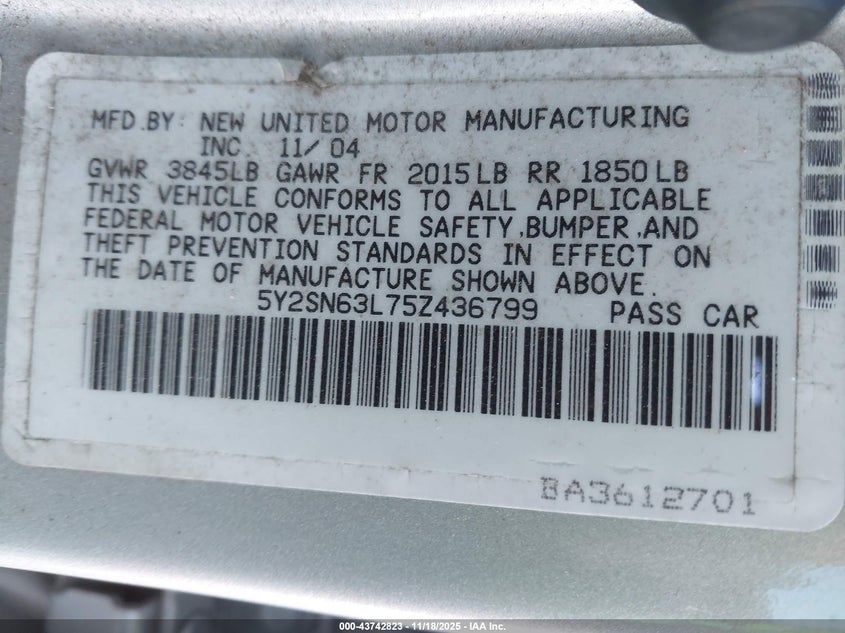 MFD.BY: NEW UNITED MOTOR MANUFACTURING
INC. 11/04
GVWR 3845LB GAWR FR 2015LB RR 1850LB
THIS VEHICLE CONFORMS TO ALL APPLICABLE
FEDERAL MOTOR VEHICLE SAFETY,BUMPER,AND
THEFT PREVENTION STANDARDS IN EFFECT ON
THE DATE OF MANUFACTURE SHOWN ABOVE.
5Y2SN63L75Z436799 PASS CAR
BA3612701
000-43742823 | 11/18/2025 - IAA Inc.